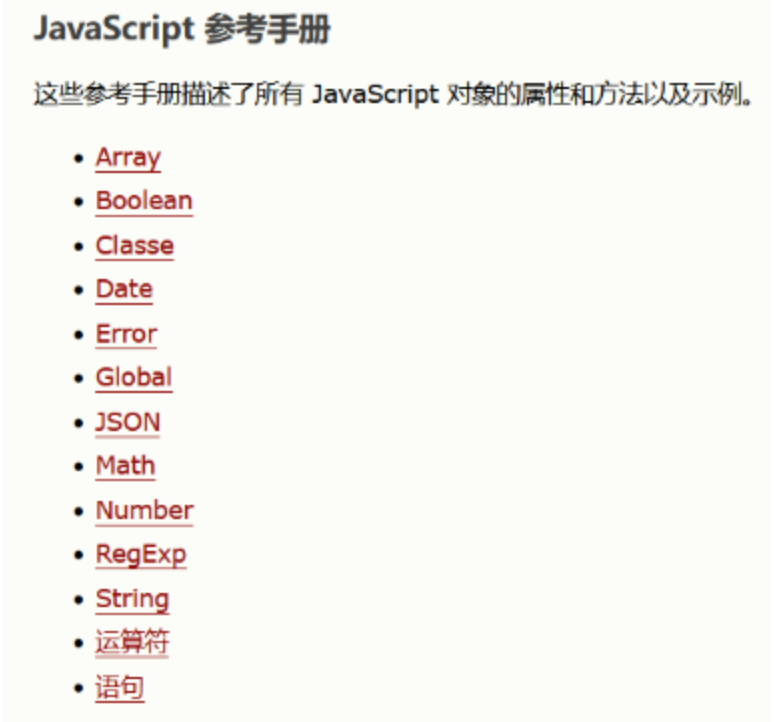 JavaScript 参考手册
这些参考手册描述了所有 JavaScript 对象的属性和方法以及示例。
• Array
• Boolean
• Classe
• Date
• Error
• Global
• JSON
• Math
• Number
• RegExp
• String
• 运算符
• 语句